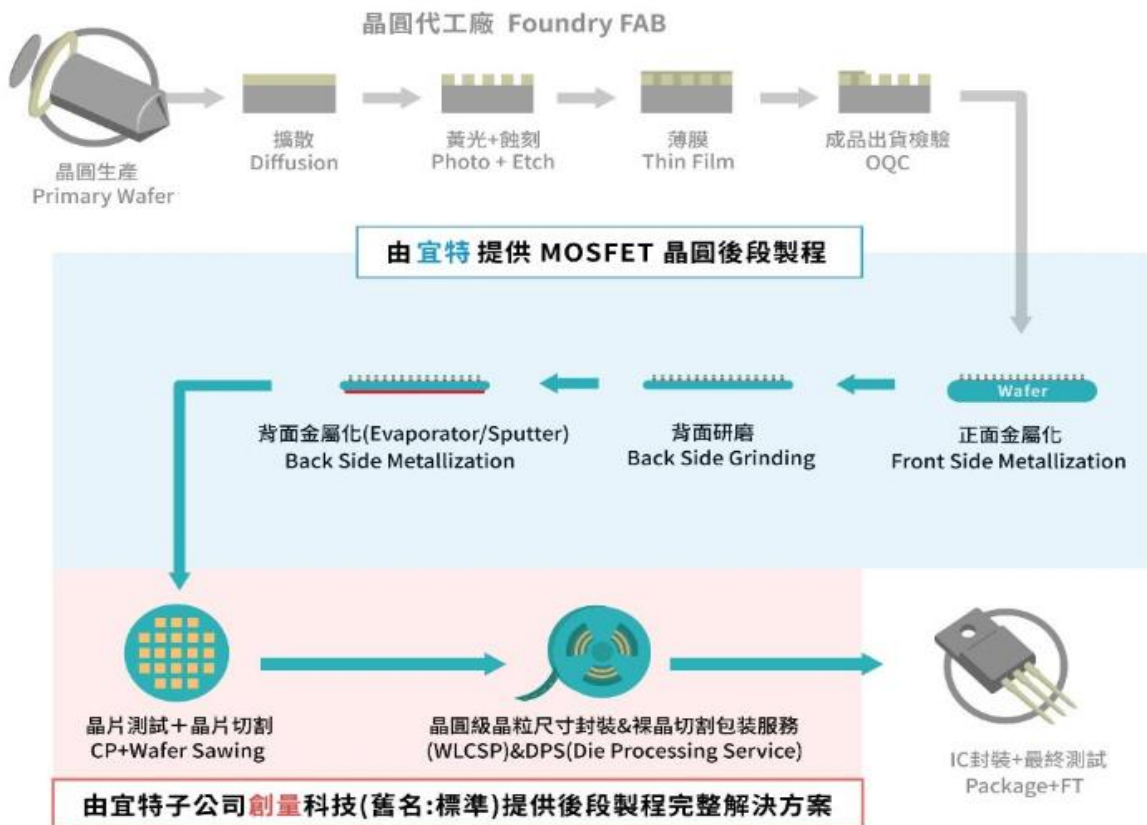 晶圓代工廠 Foundry FAB
晶圓生產
Primary Wafer
擴散
Diffusion
黃光+蝕刻
Photo + Etch
薄膜
Thin Film
成品出貨檢驗
OQC
由宜特提供 MOSFET 晶圓後段製程
Wafer
正面金屬化
Front Side Metallization
背面研磨
Back Side Grinding
背面金屬化(Evaporator/Sputter)
Back Side Metallization
晶片測試+晶片切割
CP+Wafer Sawing
晶圓級晶粒尺寸封裝&裸晶切割包裝服務
(WLCSP)&DPS(Die Processing Service)
IC封裝+最終測試
Package+FT
由宜特子公司創量科技(舊名:標準)提供後段製程完整解決方案